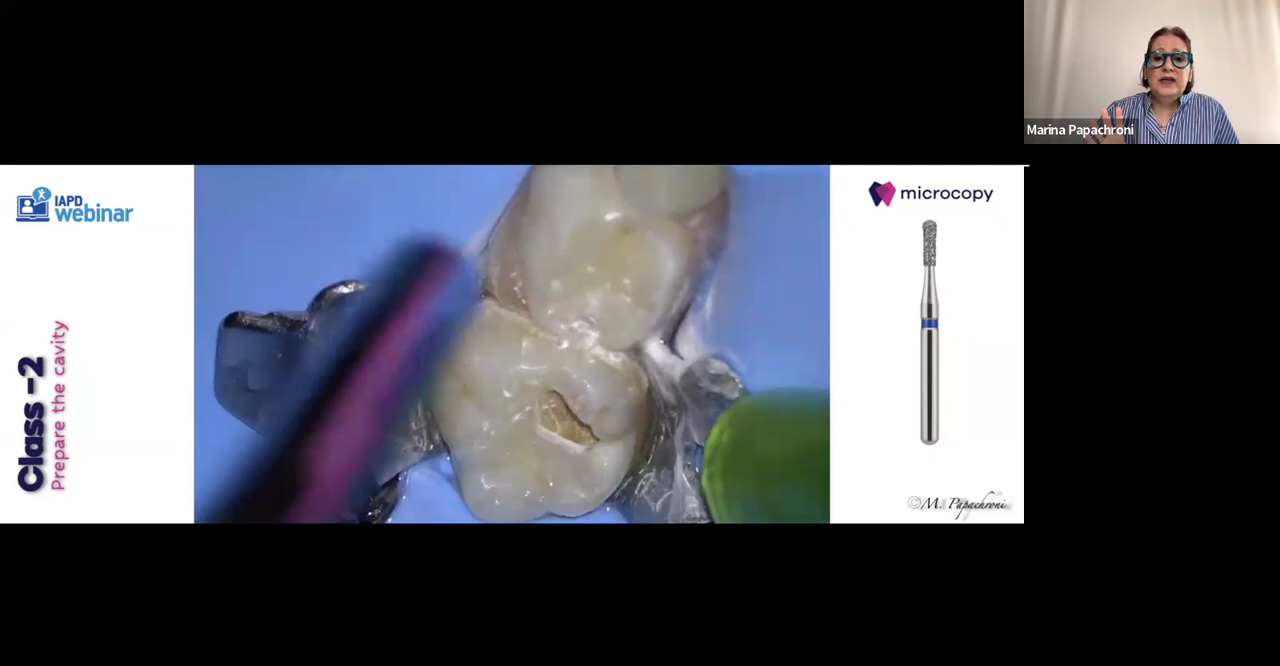 Marina Papachroni
IAPD
webinar
microcopy
Class -2
Prepare the cavity
©M. Papachroni